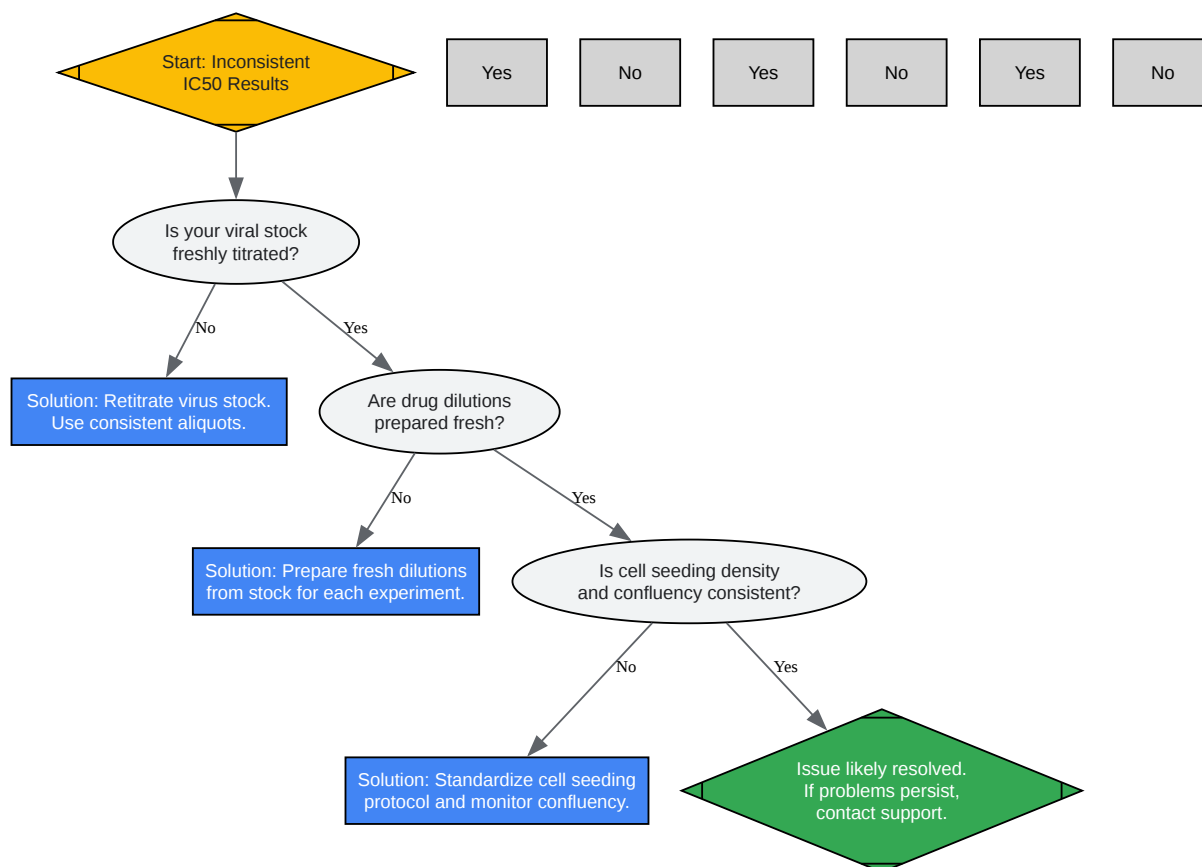 Start: Inconsistent
IC50 Results
Yes
No
Yes
No
Yes
No
Is your viral stock
freshly titrated?
No
Yes
Solution: Retitrate virus stock.
Use consistent aliquots.
Are drug dilutions
prepared fresh?
No
Yes
Solution: Prepare fresh dilutions
from stock for each experiment.
Is cell seeding density
and confluency consistent?
No
Yes
Solution: Standardize cell seeding
protocol and monitor confluency.
Issue likely resolved.
If problems persist,
contact support.